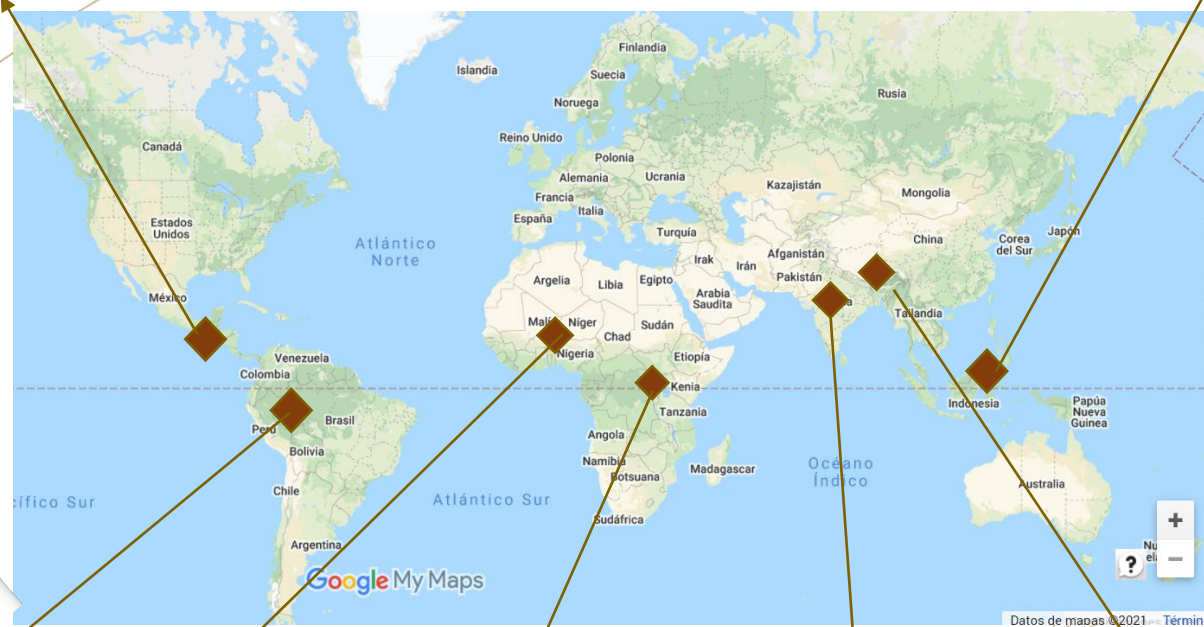 Finlandia
Islandia
Suecia
Rusia
Noruega
Reino Unido
Canadá
Polonia
Alemania
Ucrania
Kazajistán
Mongolia
Francia
Italia
España
Estados
Unidos
Turquía
Japón
Corea
del Sur
China
Atlántico
Norte
Irak
Irán
Afganistán
Pakistán
Argelia
Libia
Egipto
Arabia
Saudita
México
Malí
Níger
Chad
Sudán
Tailandia
Nigeria
Etiopía
Venezuela
Colombia
Kenia
Indonesia
Papúa
Nueva
Guinea
Perú
Brasil
Tanzania
Angola
Bolivia
Namibia
Botsuana
Madagascar
Océano
Índico
Australia
Chile
cífico Sur
Atlántico Sur
Sudáfrica
Argentina
Google My Maps
+
−
?
Datos de mapas ©2021
Términ